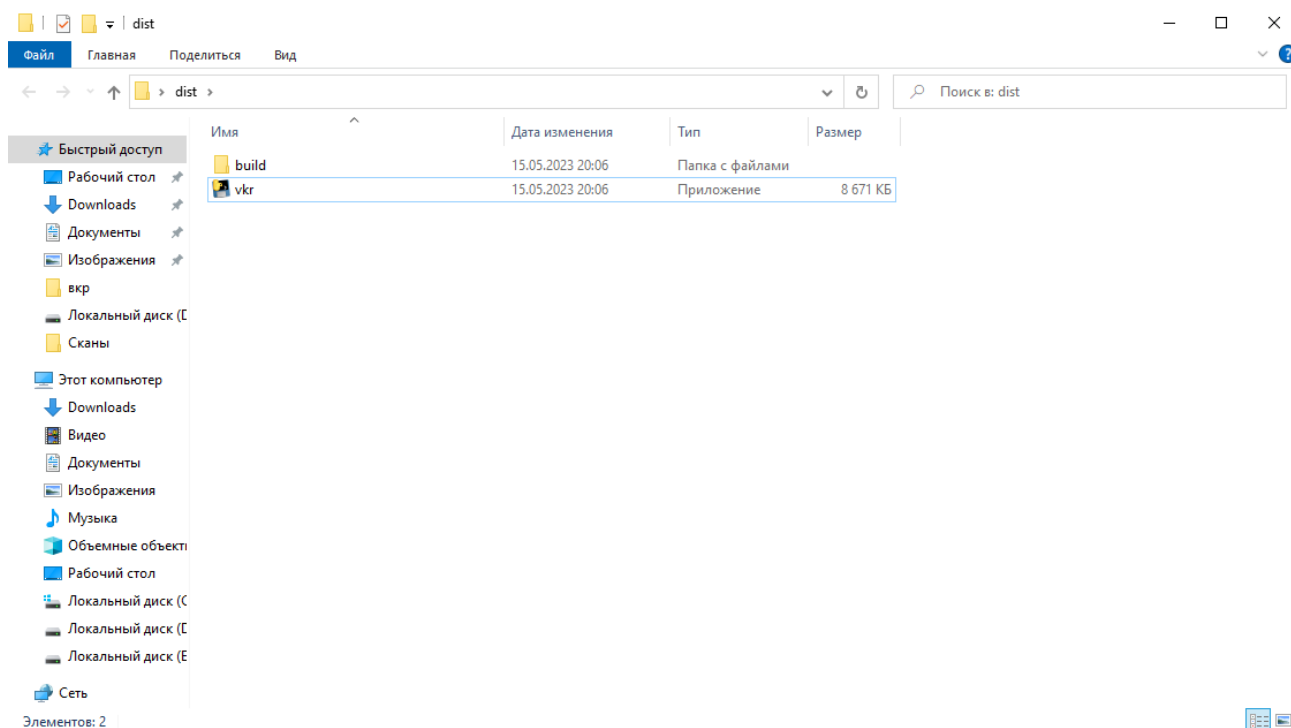 dist
Файл Главная Поделиться Вид ?
dist Поиск в: dist
Имя Дата изменения Тип Размер
build 15.05.2023 20:06 Папка с файлами
vkr 15.05.2023 20:06 Приложение 8 671 КБ
Быстрый доступ
Рабочий стол
Downloads
Документы
Изображения
вкр
Локальный диск (D
Сканы
Этот компьютер
Downloads
Видео
Документы
Изображения
Музыка
Объемные объекты
Рабочий стол
Локальный диск (C
Локальный диск (D
Локальный диск (E
Сеть
Элементов: 2